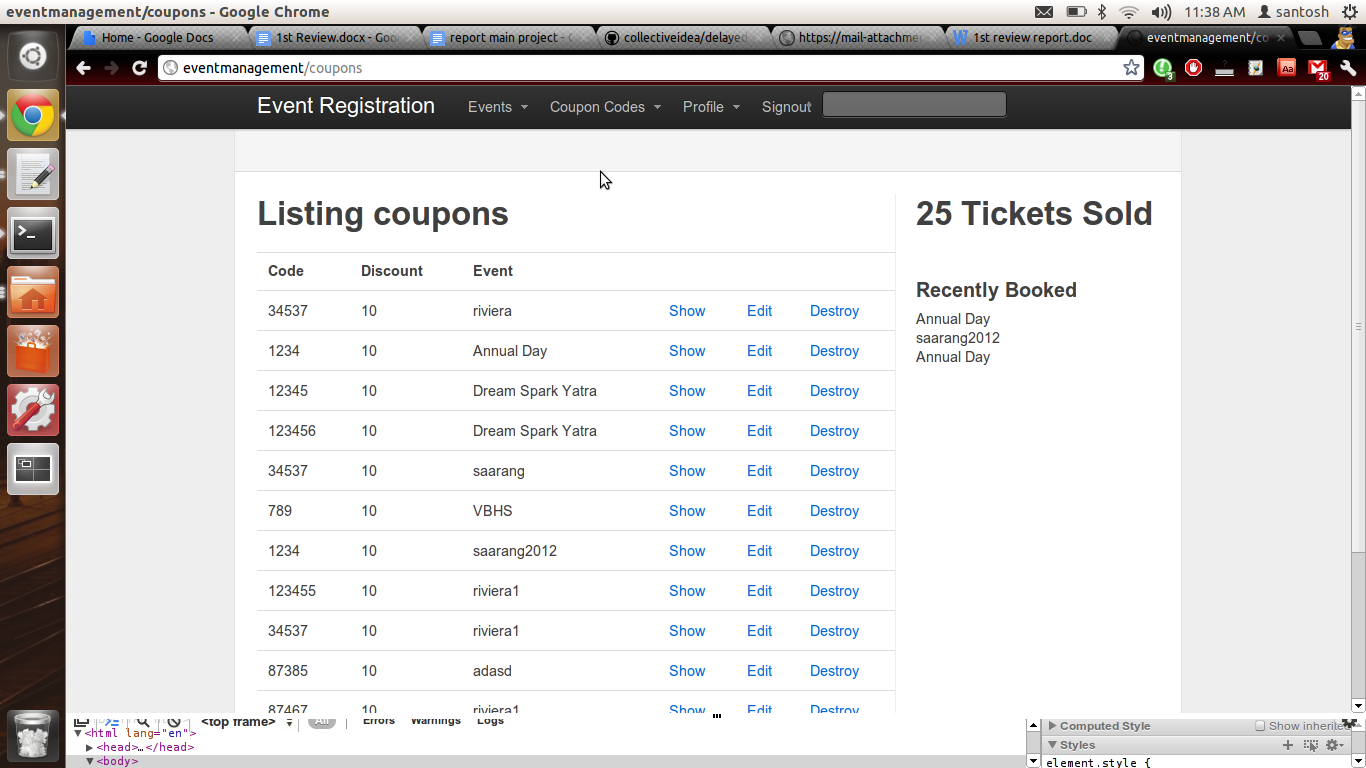 eventmanagement/coupons - Google Chrome 11:38 AM santosh
Home - Google Docs 1st Review.docx - Goo report main project - G collectiveidea/delayed https://mail-attachme 1st review report.doc eventmanagement/co
eventmanagement/coupons 3 Aa 20
Event Registration Events Coupon Codes Profile Signout
Listing coupons
Code Discount Event
34537 10 riviera Show Edit Destroy
1234 10 Annual Day Show Edit Destroy
12345 10 Dream Spark Yatra Show Edit Destroy
123456 10 Dream Spark Yatra Show Edit Destroy
34537 10 saarang Show Edit Destroy
789 10 VBHS Show Edit Destroy
1234 10 saarang2012 Show Edit Destroy
123455 10 riviera1 Show Edit Destroy
34537 10 riviera1 Show Edit Destroy
87385 10 adasd Show Edit Destroy
87467 10 riviera1 Show Edit Destroy
25 Tickets Sold
Recently Booked
Annual Day
saarang2012
Annual Day
<top frame> All Errors Warnings Logs
<html lang="en">
<head>…</head>
<body>
Computed Style Show inherited
Styles
element.style {